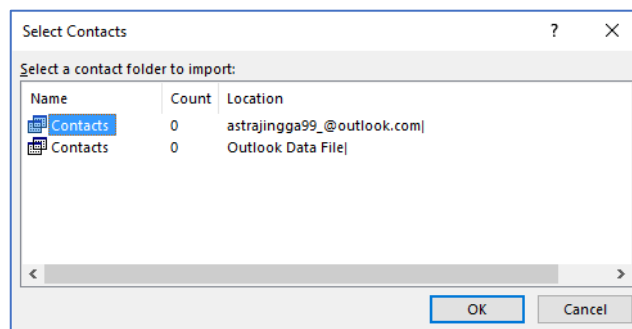 Select Contacts ? X
Select a contact folder to import:
Name Count Location
Contacts 0 astrajingga99_@outlook.com|
Contacts 0 Outlook Data File|
OK Cancel